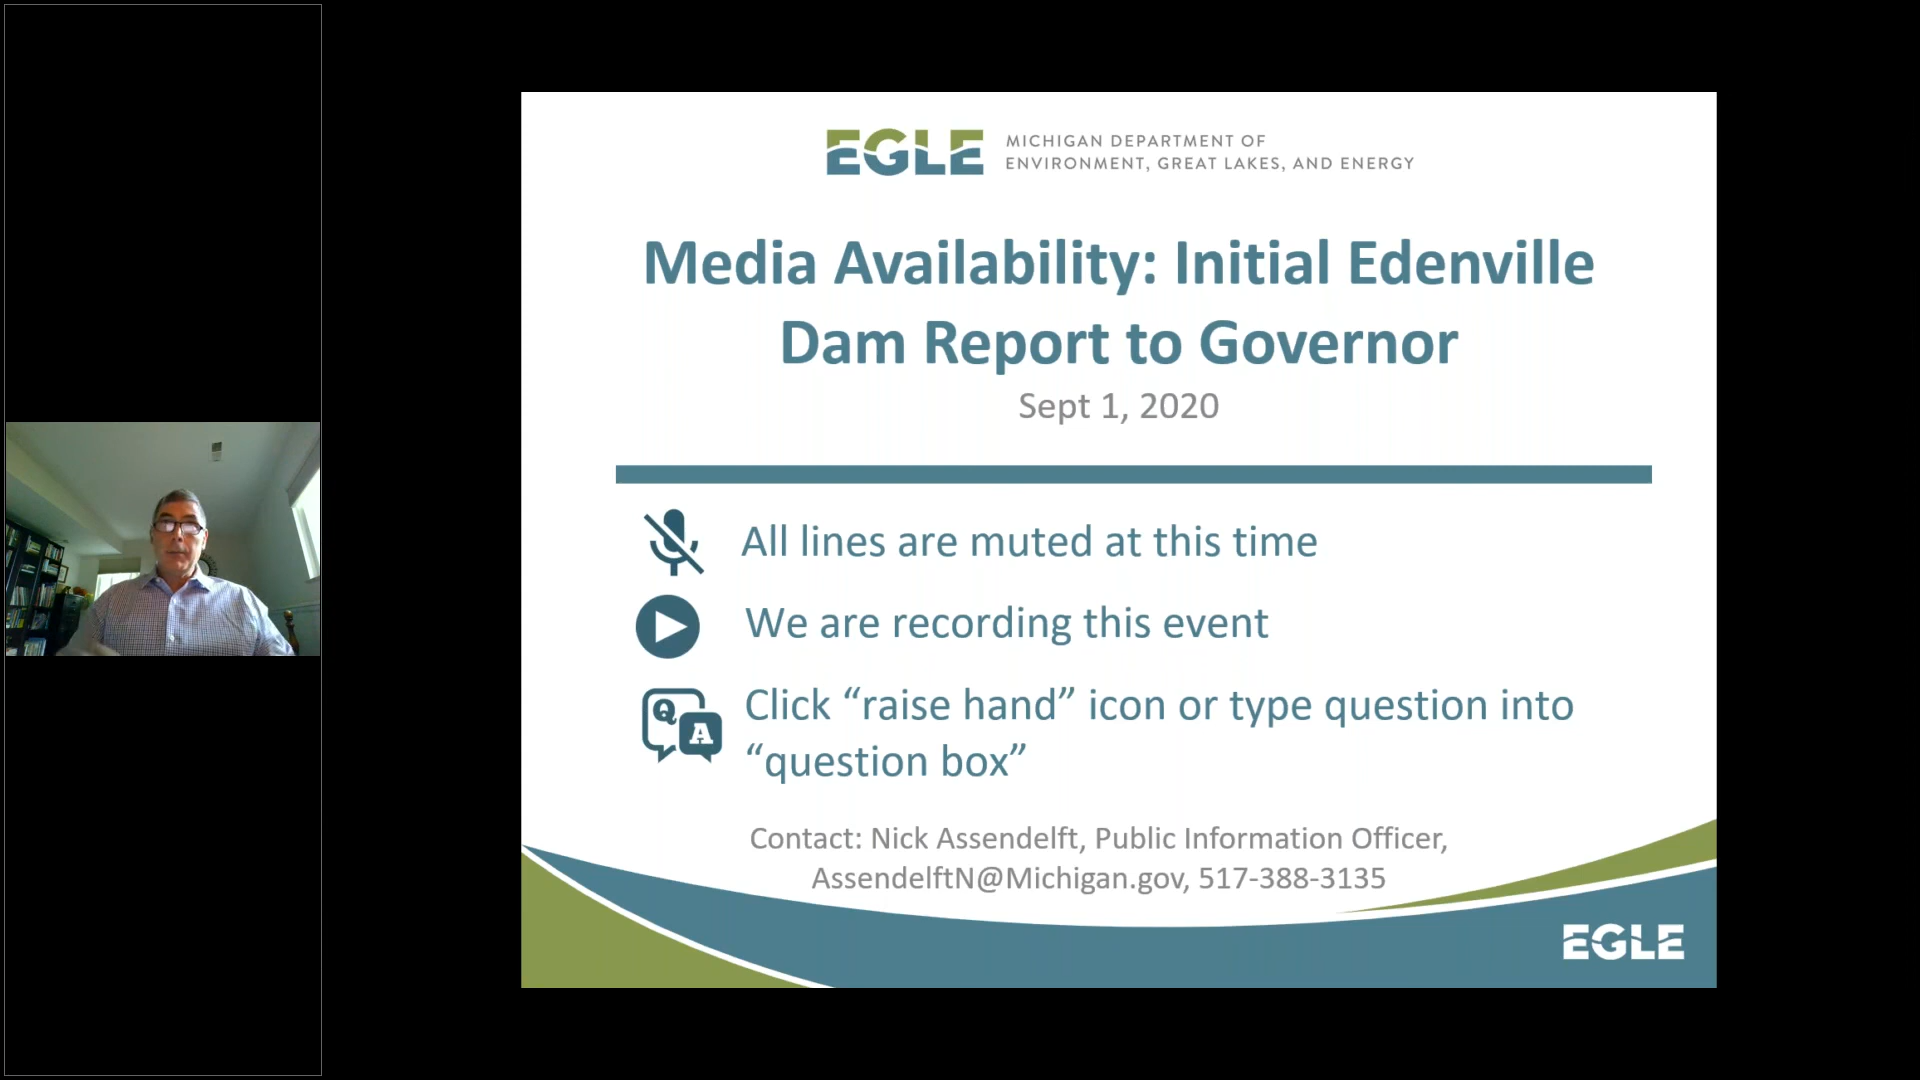 EGLE
MICHIGAN DEPARTMENT OF
ENVIRONMENT, GREAT LAKES, AND ENERGY
Media Availability: Initial Edenville
Dam Report to Governor
Sept 1, 2020
All lines are muted at this time
We are recording this event
Q
A
Click “raise hand” icon or type question into
“question box”
Contact: Nick Assendelft, Public Information Officer,
AssendelftN@Michigan.gov, 517-388-3135
EGLE